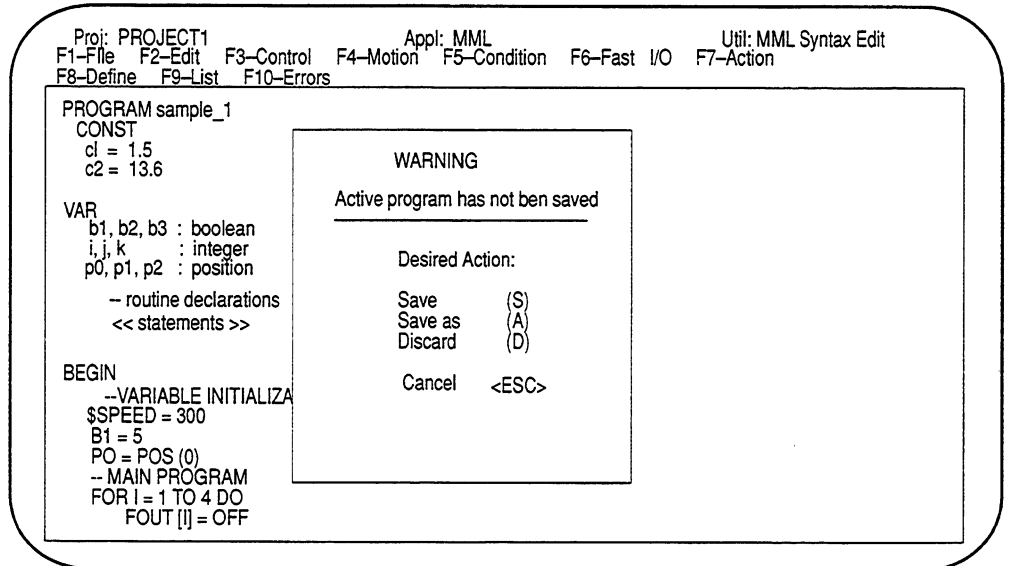 Proj: PROJECT1 Appl: MML Util: MML Syntax Edit
F1–File F2–Edit F3–Control F4–Motion F5–Condition F6–Fast I/O F7–Action
F8–Define F9–List F10–Errors
PROGRAM sample_1
CONST
cl = 1.5
c2 = 13.6
VAR
b1, b2, b3 : boolean
i, j, k : integer
p0, p1, p2 : position
-- routine declarations
<< statements >>
BEGIN
--VARIABLE INITIALIZA
$SPEED = 300
B1 = 5
PO = POS (0)
-- MAIN PROGRAM
FOR I = 1 TO 4 DO
FOUT [I] = OFF
WARNING
Active program has not ben saved
Desired Action:
Save (S)
Save as (A)
Discard (D)
Cancel <ESC>